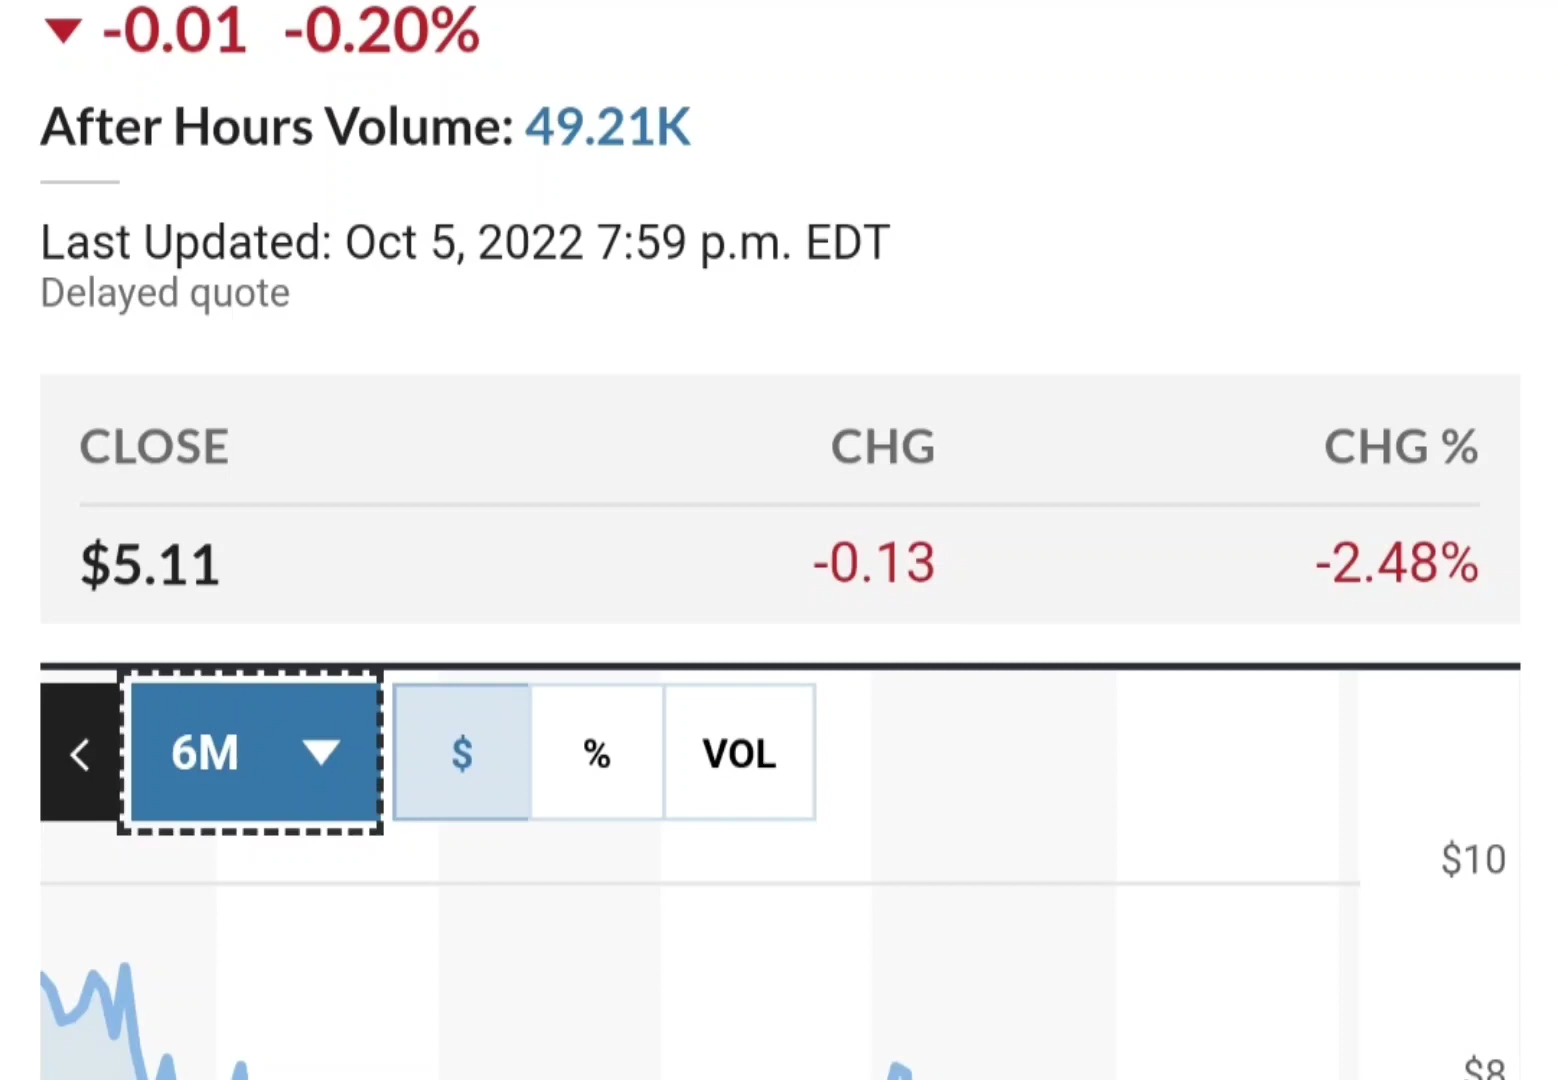 -0.01 -0.20%
After Hours Volume: 49.21K
Last Updated: Oct 5, 2022 7:59 p.m. EDT
Delayed quote
CLOSE CHG CHG %
$5.11 -0.13 -2.48%
6M $ % VOL
$10
$8